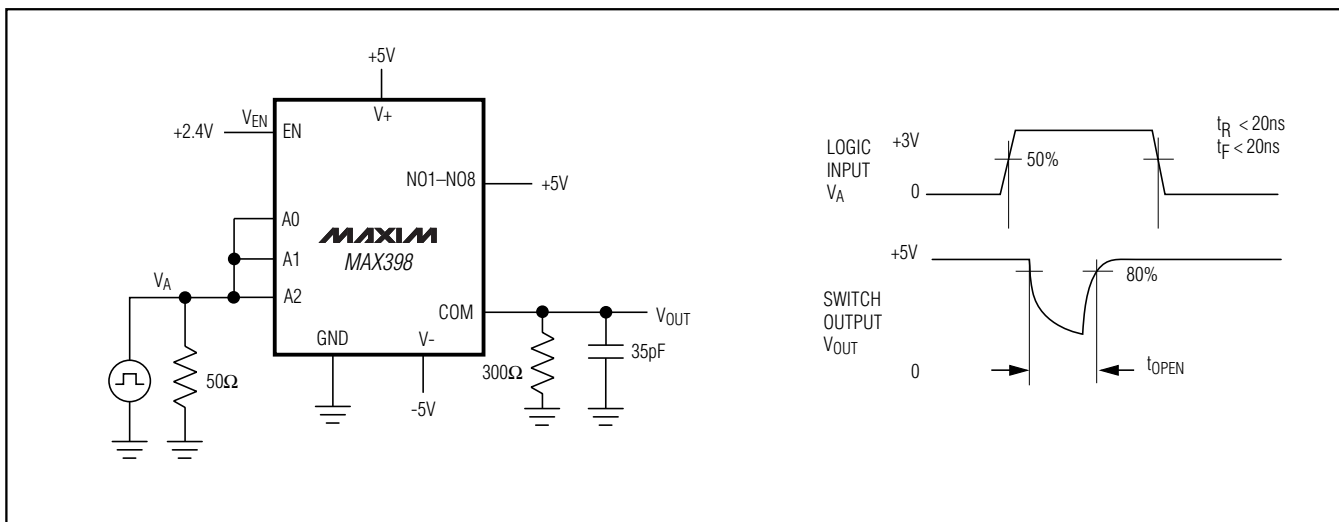 +5V
V+
VEN
+2.4V
EN
NO1–NO8
+5V
A0
A1
A2
MAXIM
MAX398
VA
COM
VOUT
GND
V-
50Ω
300Ω
35pF
-5V
LOGIC
INPUT
VA
+3V
0
50%
tR < 20ns
tF < 20ns
+5V
80%
SWITCH
OUTPUT
VOUT
0
tOPEN